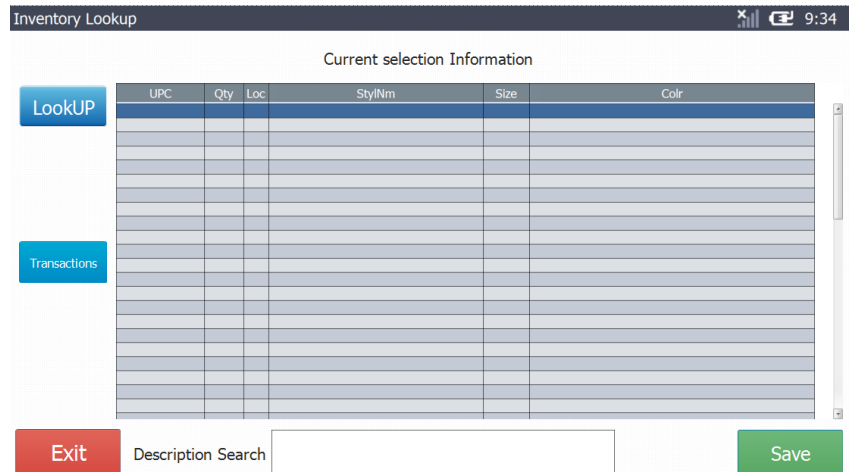 Inventory Lookup 9:34
Current selection Information
LookUP
UPC Qty Loc StylNm Size Colr
Transactions
Exit Description Search Save